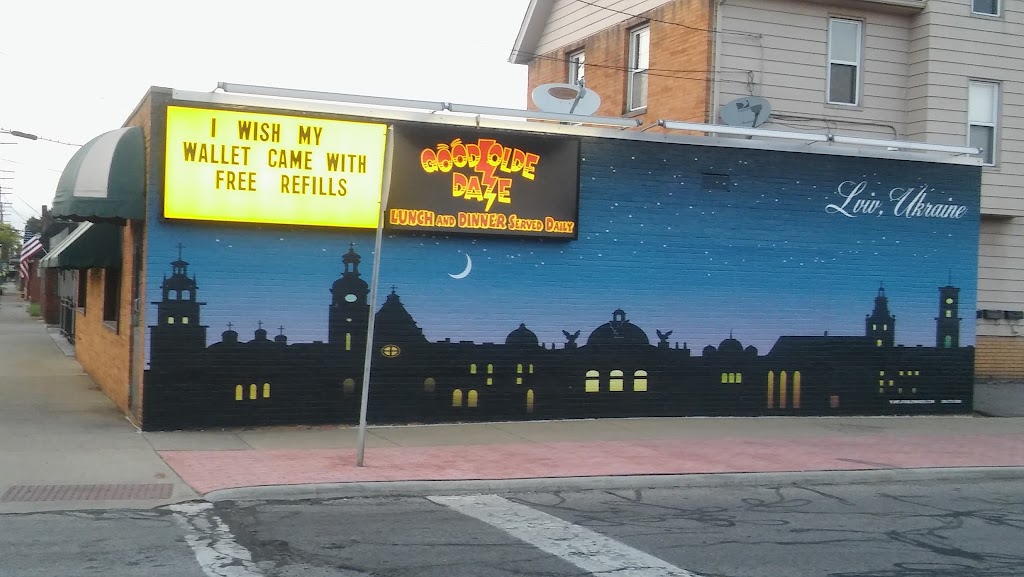 I WISH MY
WALLET CAME WITH
FREE REFILLS
GOOD OLDE
DAZE
LUNCH AND DINNER SERVED DAILY
Lviv, Ukraine